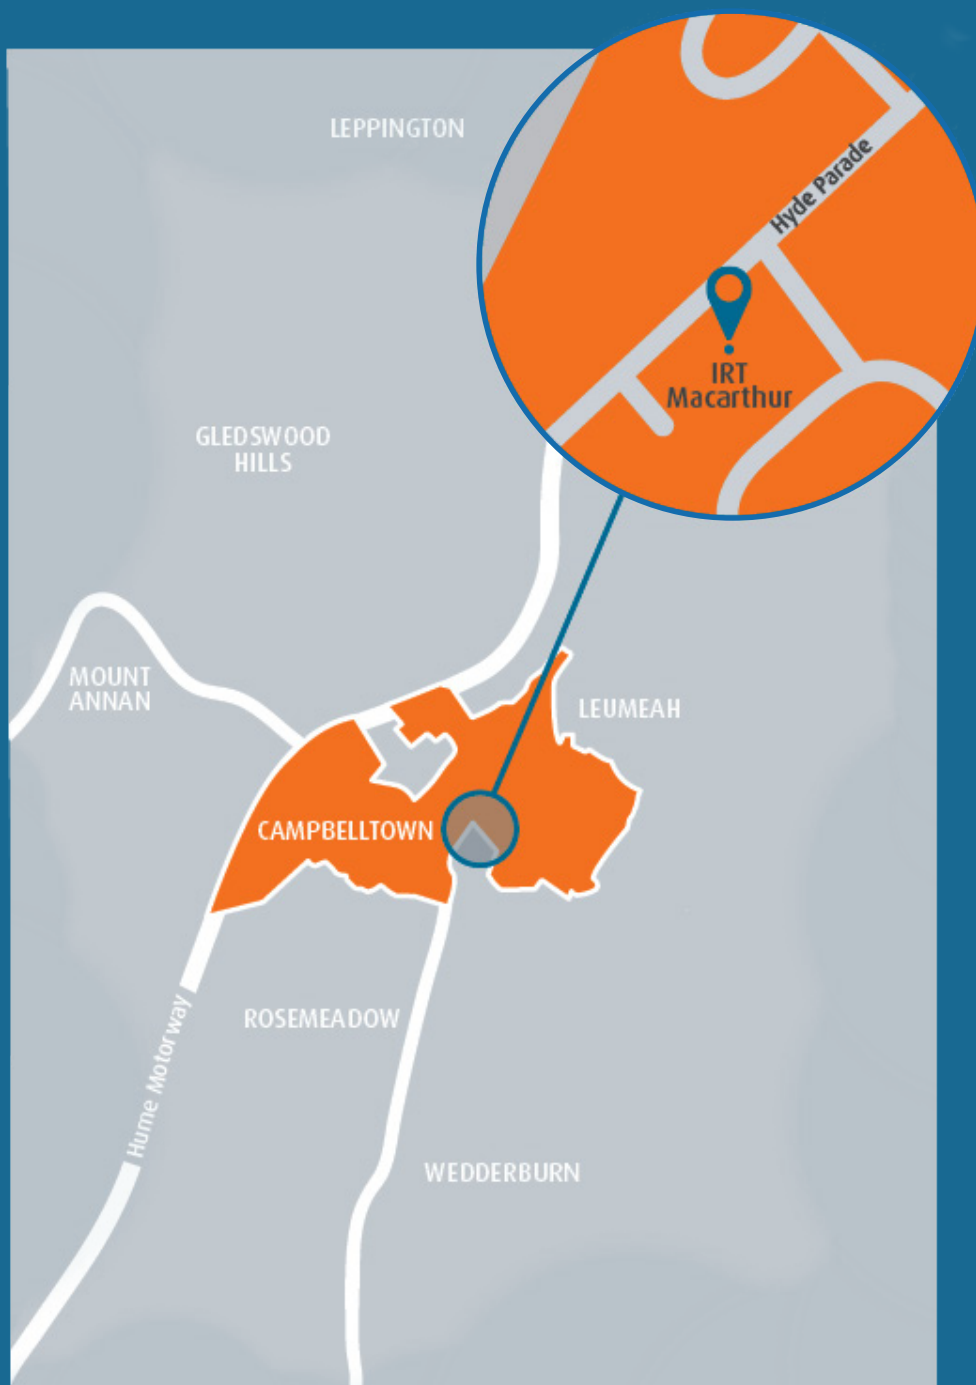 LEPPINGTON
Hyde Parade
IRT
Macarthur
GLEDSWOOD
HILLS
MOUNT
ANNAN
LEUMEAH
CAMPBELLTOWN
ROSEMEADOW
Hume Motorway
WEDDERBURN